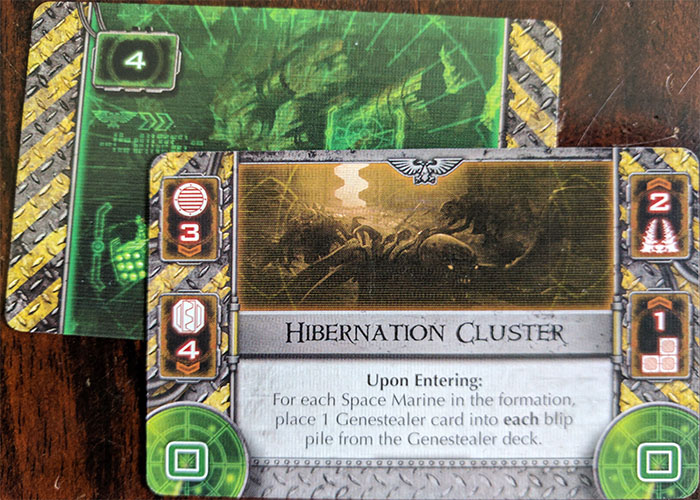 4
3
2
4
1
HIBERNATION CLUSTER
Upon Entering:
For each Space Marine in the formation,
place 1 Genestealer card into each blip
pile from the Genestealer deck.